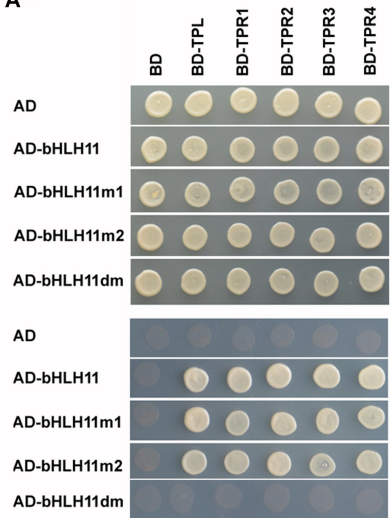 A
BD BD-TPL BD-TPR1 BD-TPR2 BD-TPR3 BD-TPR4
AD
AD-bHLH11
AD-bHLH11m1
AD-bHLH11m2
AD-bHLH11dm
AD
AD-bHLH11
AD-bHLH11m1
AD-bHLH11m2
AD-bHLH11dm